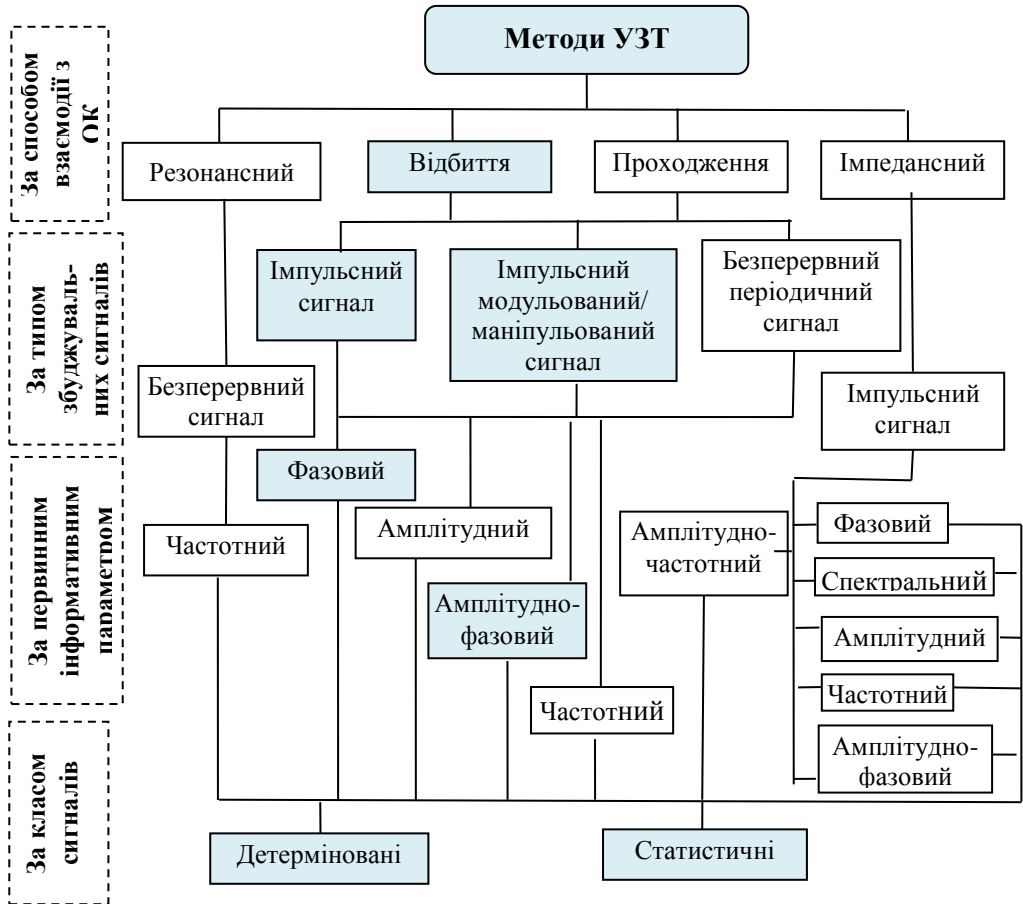 Методи УЗТ
За способом
взаємодії з
ОК
Резонансний
Відбиття
Проходження
Імпедансний
За типом
збуджуваль-
них сигналів
Імпульсний
сигнал
Імпульсний
модульований/
маніпульований
сигнал
Безперервний
періодичний
сигнал
Безперервний
сигнал
Імпульсний
сигнал
За первинним
інформативним
параметром
Фазовий
Частотний
Амплітудний
Амплітудно-
фазовий
Частотний
Амплітудно-
частотний
Фазовий
Спектральний
Амплітудний
Частотний
Амплітудно-
фазовий
За класом
сигналів
Детерміновані
Статистичні